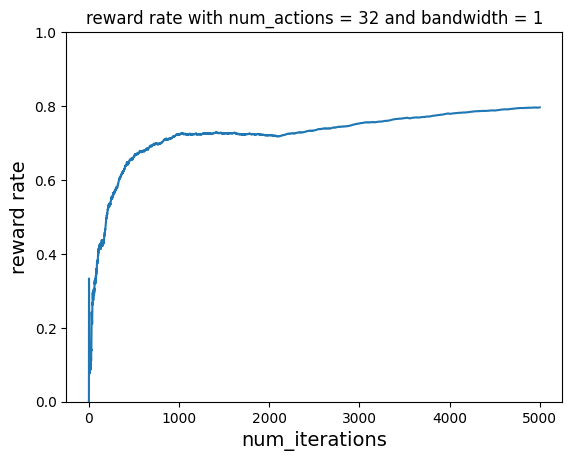 reward rate with num_actions = 32 and bandwidth = 1
1.0
0.8
0.6
0.4
0.2
0.0
reward rate
0 1000 2000 3000 4000 5000
num_iterations